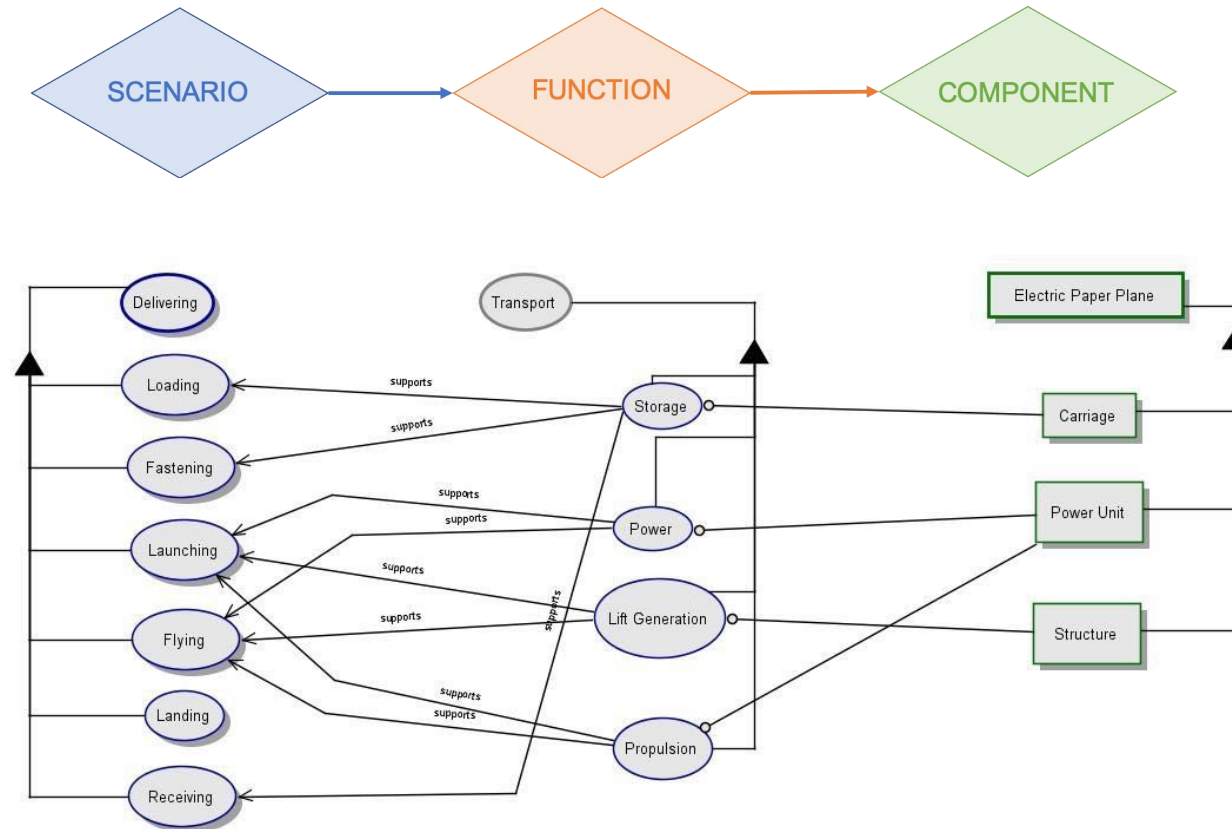 SCENARIO
FUNCTION
COMPONENT
Delivering
Transport
Electric Paper Plane
Loading
supports
Storage
Carriage
supports
Fastening
supports
Power Unit
supports
Power
Launching
supports
supports
Lift Generation
supports
Flying
Structure
supports
Landing
supports
Propulsion
Receiving